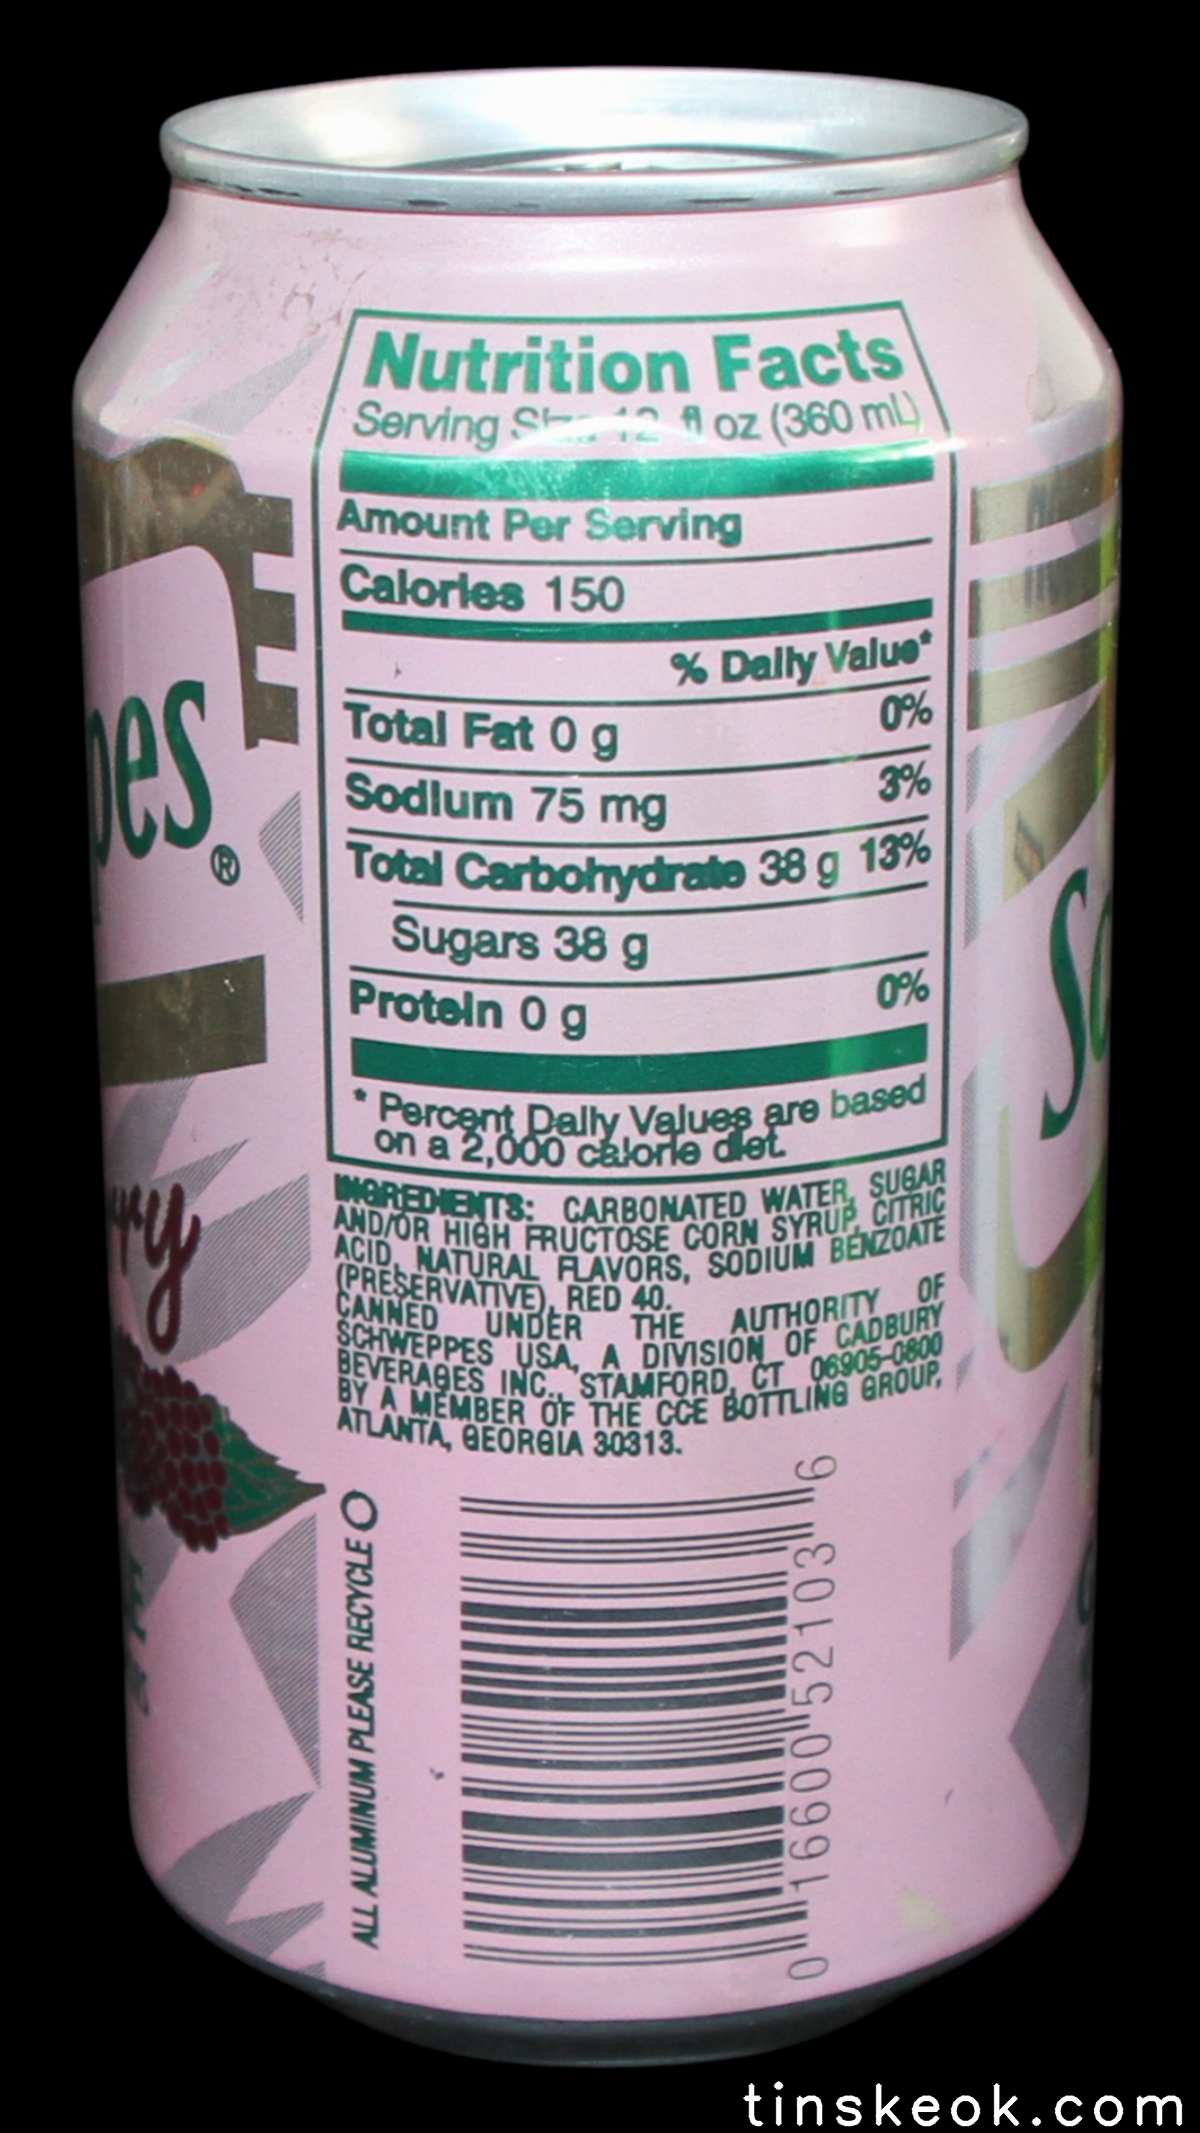 Nutrition Facts
Serving Size 12 fl oz (360 mL)
Amount Per Serving
Calories 150
% Daily Value*
Total Fat 0 g 0%
Sodium 75 mg 3%
Total Carbohydrate 38 g 13%
Sugars 38 g
Protein 0 g 0%
* Percent Daily Values are based
on a 2,000 calorie diet.
INGREDIENTS: CARBONATED WATER, SUGAR
AND/OR HIGH FRUCTOSE CORN SYRUP, CITRIC
ACID, NATURAL FLAVORS, SODIUM BENZOATE
(PRESERVATIVE), RED 40.
CANNED UNDER THE AUTHORITY OF
SCHWEPPES USA, A DIVISION OF CADBURY
BEVERAGES INC., STAMFORD, CT 06905-0800
BY A MEMBER OF THE CCE BOTTLING GROUP,
ATLANTA, GEORGIA 30313.
ALL ALUMINUM PLEASE RECYCLE
0 16600 52103 6
pes®
rry
Sc
tinskeok.com